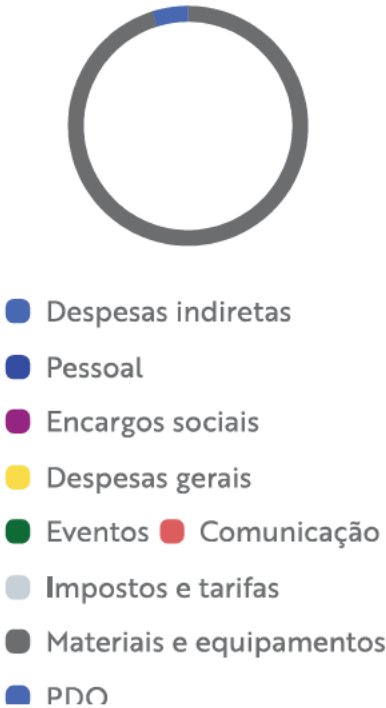 Despesas indiretas
Pessoal
Encargos sociais
Despesas gerais
Eventos Comunicação
Impostos e tarifas
Materiais e equipamentos
PDO